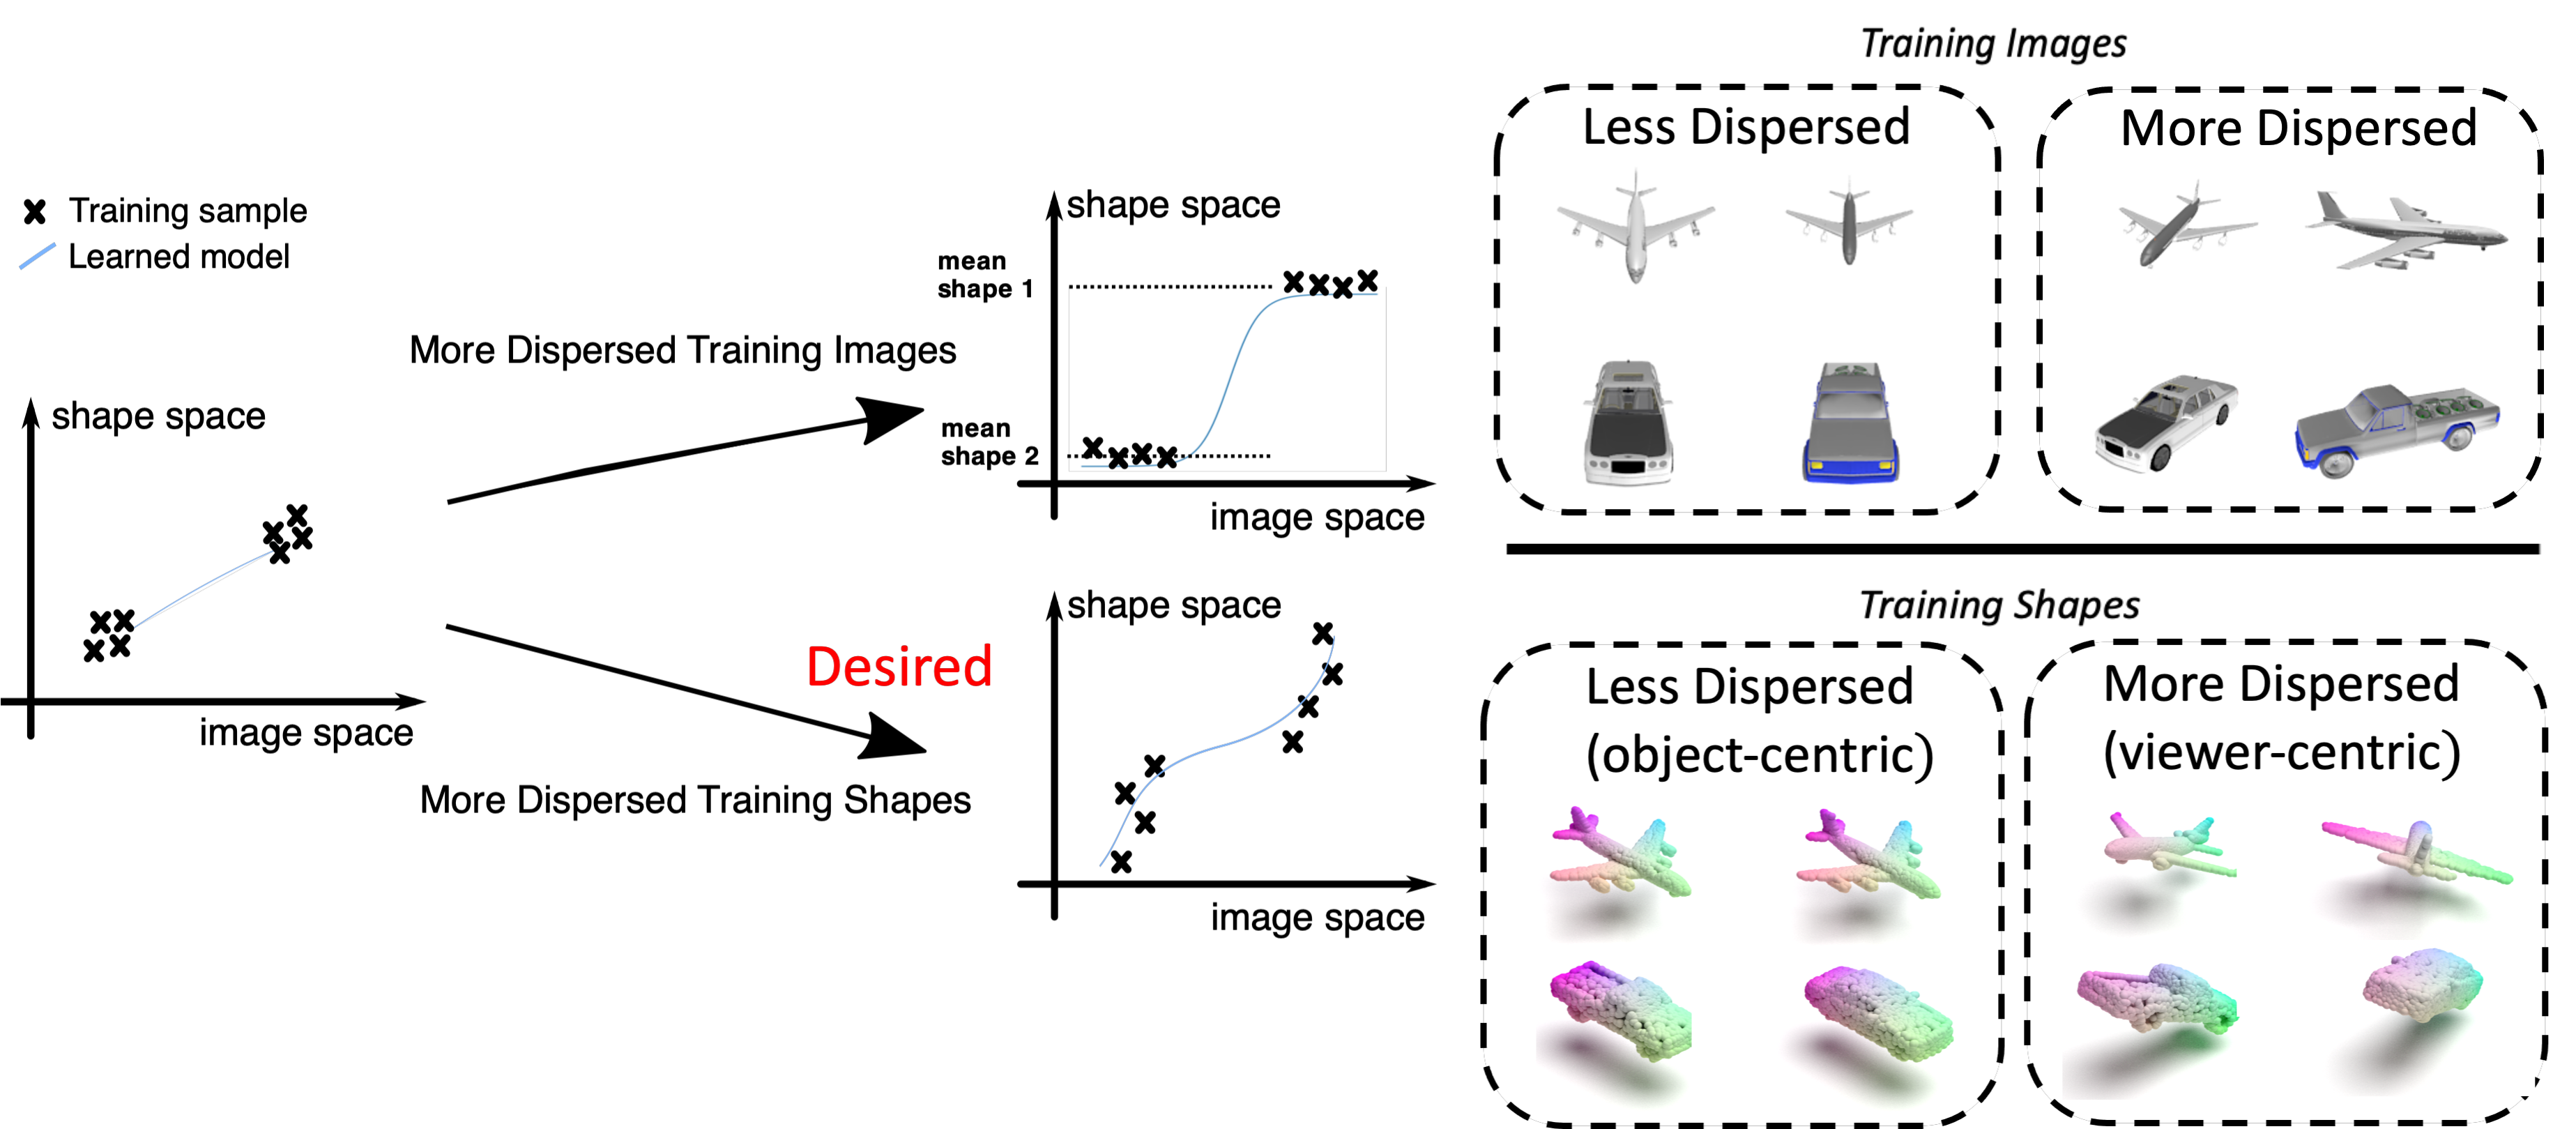 Training sample
Learned model
shape space
image space
More Dispersed Training Images
Desired
More Dispersed Training Shapes
shape space
mean
shape 1
mean
shape 2
image space
shape space
image space
Training Images
Less Dispersed
More Dispersed
Training Shapes
Less Dispersed
(object-centric)
More Dispersed
(viewer-centric)